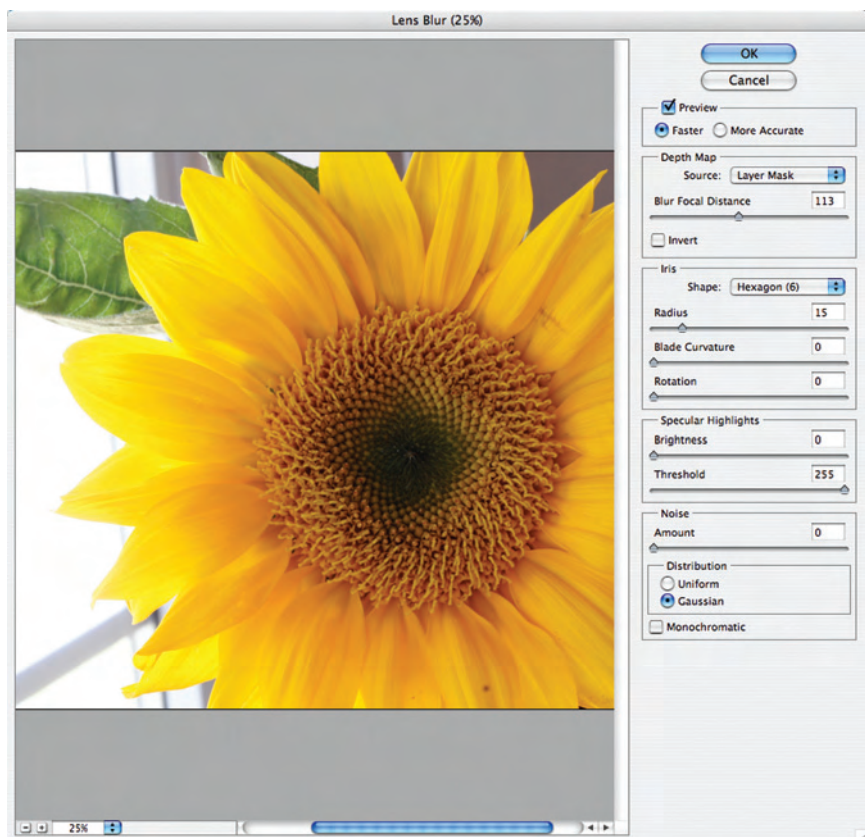 Lens Blur (25%)
OK
Cancel
Preview
Faster More Accurate
Depth Map
Source: Layer Mask
Blur Focal Distance 113
Invert
Iris
Shape: Hexagon (6)
Radius 15
Blade Curvature 0
Rotation 0
Specular Highlights
Brightness 0
Threshold 255
Noise
Amount 0
Distribution
Uniform
Gaussian
Monochromatic
25%